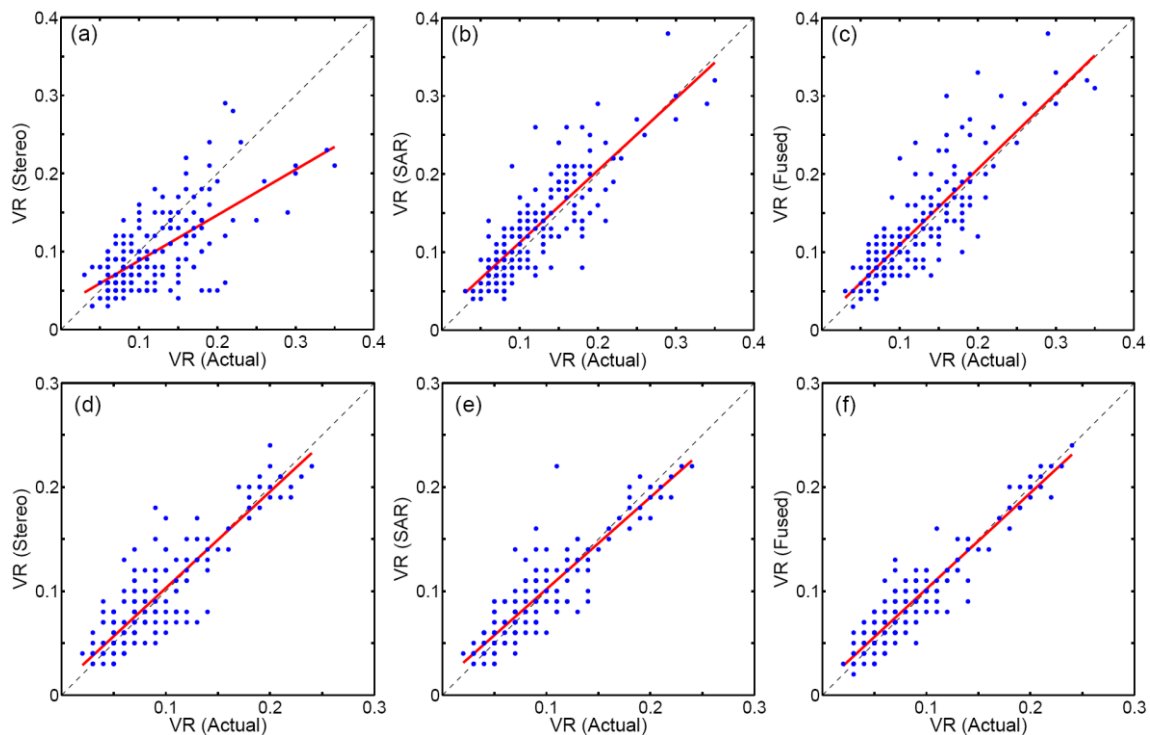 (a)
0.4
0.3
0.2
0.1
0
VR (Stereo)
0.1 0.2 0.3 0.4
VR (Actual)
(b)
0.4
0.3
0.2
0.1
0
VR (SAR)
0.1 0.2 0.3 0.4
VR (Actual)
(c)
0.4
0.3
0.2
0.1
0
VR (Fused)
0.1 0.2 0.3 0.4
VR (Actual)
(d)
0.3
0.2
0.1
0
VR (Stereo)
0.1 0.2 0.3
VR (Actual)
(e)
0.3
0.2
0.1
0
VR (SAR)
0.1 0.2 0.3
VR (Actual)
(f)
0.3
0.2
0.1
0
VR (Fused)
0.1 0.2 0.3
VR (Actual)